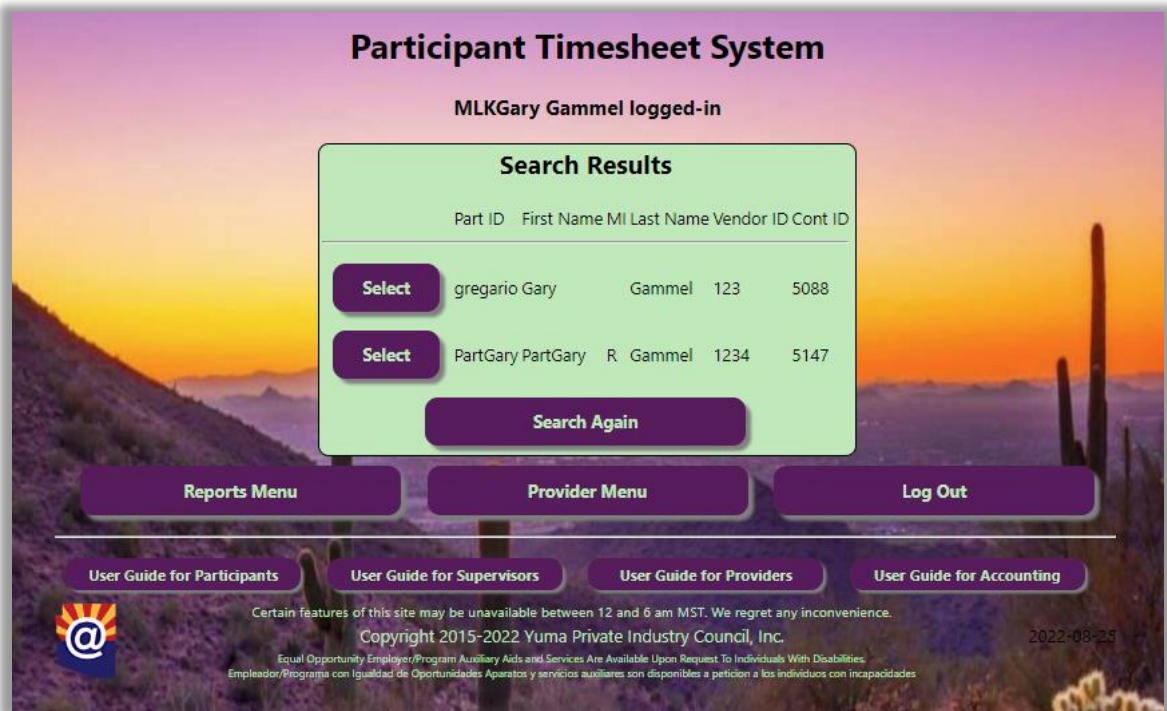 Participant Timesheet System
MLKGary Gammel logged-in
Search Results
Part ID First Name MI Last Name Vendor ID Cont ID
Select gregario Gary Gammel 123 5088
Select PartGary PartGary R Gammel 1234 5147
Search Again
Reports Menu Provider Menu Log Out
User Guide for Participants User Guide for Supervisors User Guide for Providers User Guide for Accounting
Certain features of this site may be unavailable between 12 and 6 am MST. We regret any inconvenience.
@ Copyright 2015-2022 Yuma Private Industry Council, Inc. 2022-08-25
Equal Opportunity Employer/Program Auxiliary Aids and Services Are Available Upon Request To Individuals With Disabilities.
Empleador/Programa con Igualdad de Oportunidades Aparatos y servicios auxiliares son disponibles a peticion a los individuos con incapacidades